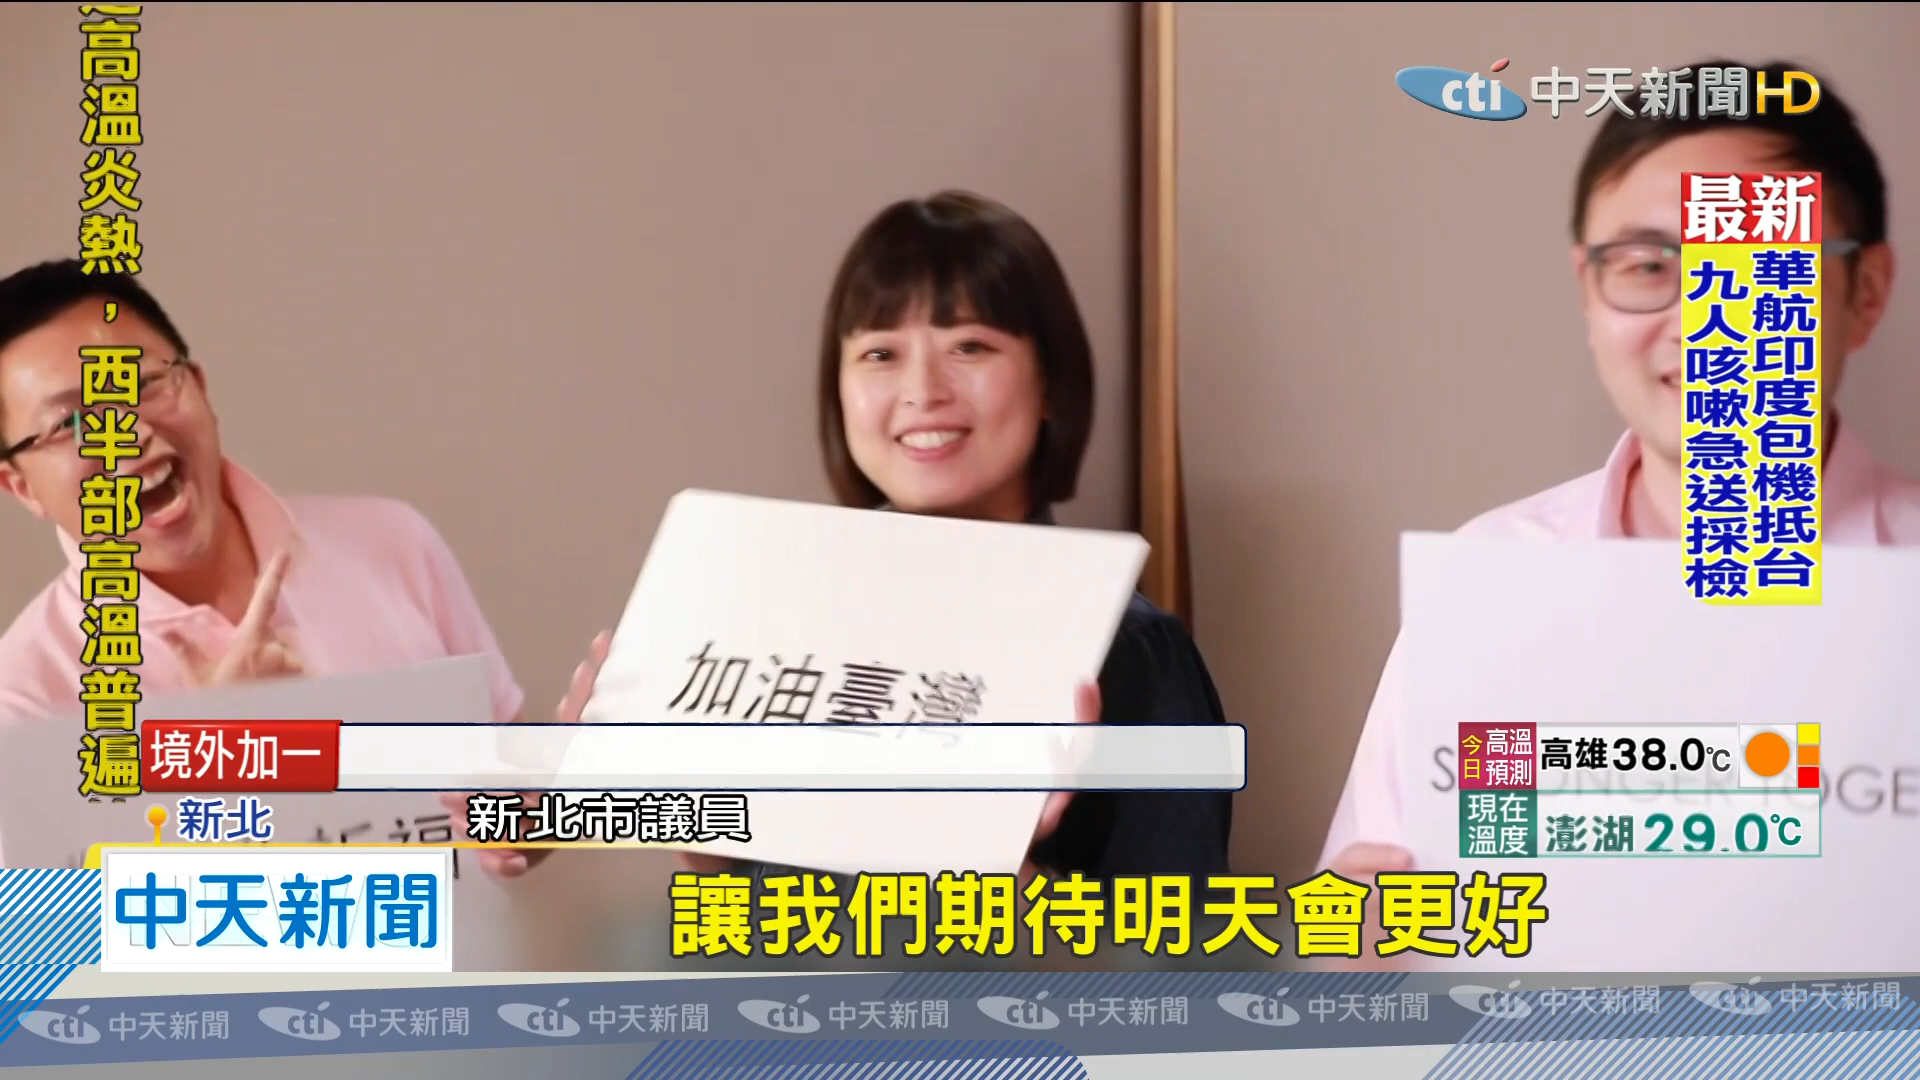 高溫炎熱，西半部高溫普遍
cti 中天新聞HD
最新
華航印度包機抵台
九人咳嗽急送採檢
加油臺灣
境外加一
新北
新北市議員
祈福
今日高溫預測
高雄38.0℃
現在溫度
澎湖29.0℃
中天新聞
讓我們期待明天會更好
cti 中天新聞 cti 中天新聞 cti 中天新聞 cti 中天新聞 cti 中天新聞 cti 中天新聞 cti 中天新聞 cti 中天新聞